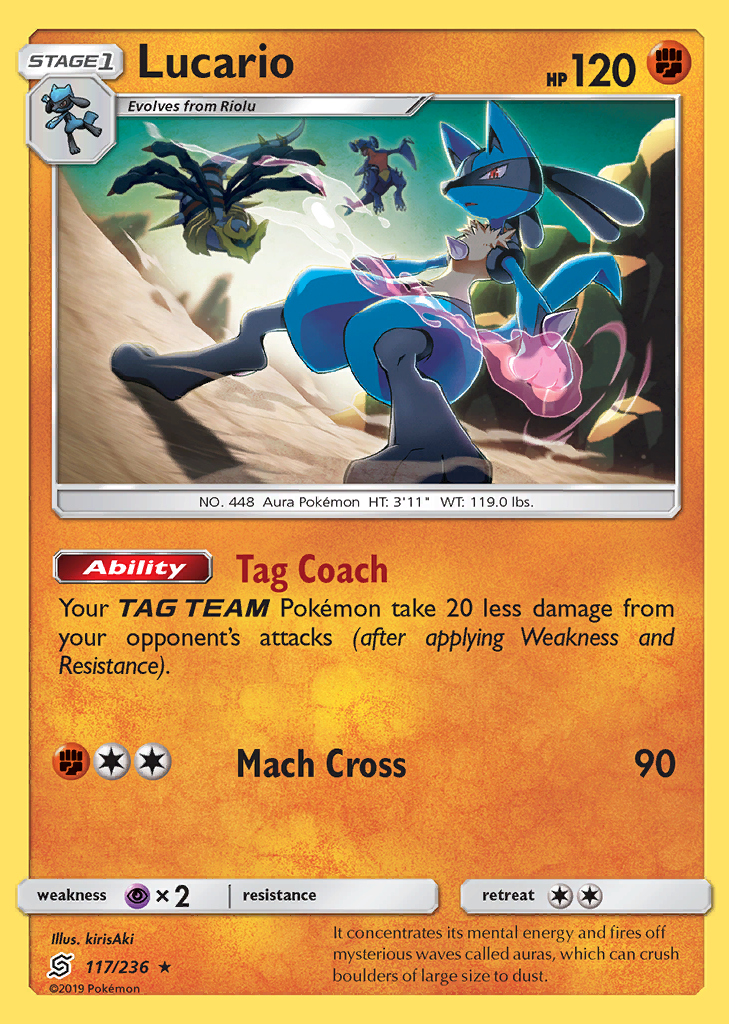 STAGE1
Lucario
HP 120
Evolves from Riolu
NO. 448 Aura Pokémon HT: 3'11" WT: 119.0 lbs.
Ability Tag Coach
Your TAG TEAM Pokémon take 20 less damage from
your opponent's attacks (after applying Weakness and
Resistance).
Mach Cross 90
weakness ×2 resistance retreat
Illus. kirisAki
117/236 ★
©2019 Pokémon
It concentrates its mental energy and fires off
mysterious waves called auras, which can crush
boulders of large size to dust.